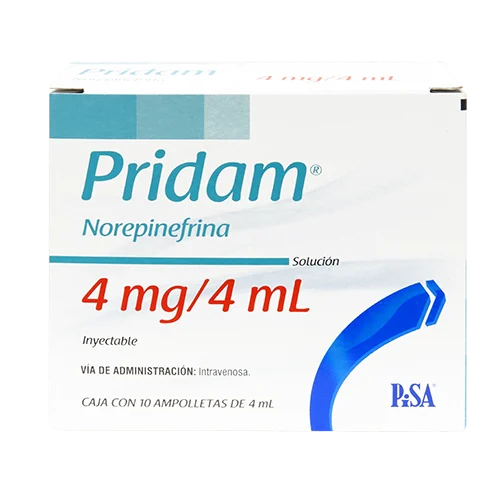 Pridam 4 mg/4 mL
Pridam®
Norepinefrina
Solución
4 mg/4 mL
Inyectable
VÍA DE ADMINISTRACIÓN: Intravenosa.
CAJA CON 10 AMPOLLETAS DE 4 mL
PiSA®